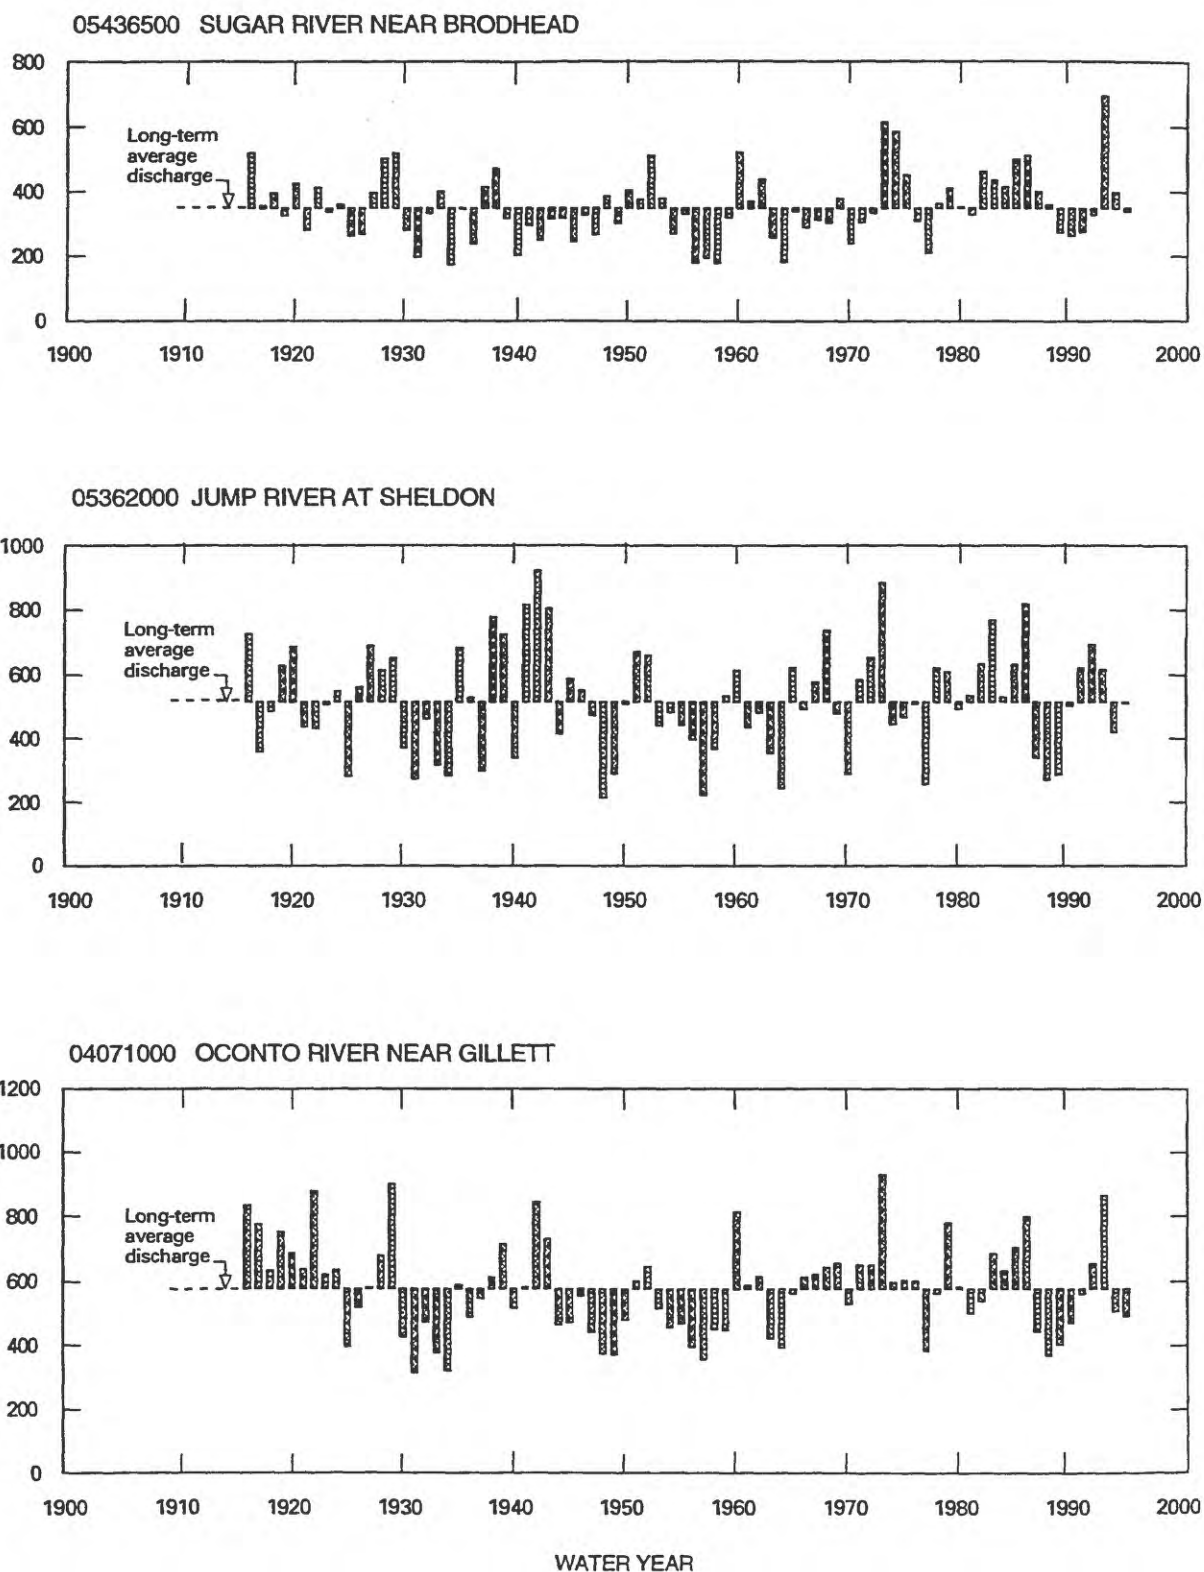 05436500 SUGAR RIVER NEAR BRODHEAD
800
600
Long-term
average
discharge
400
200
0
1900 1910 1920 1930 1940 1950 1960 1970 1980 1990 2000
05362000 JUMP RIVER AT SHELDON
1000
800
Long-term
average
discharge
600
400
200
0
1900 1910 1920 1930 1940 1950 1960 1970 1980 1990 2000
04071000 OCONTO RIVER NEAR GILLETT
1200
1000
800
Long-term
average
discharge
600
400
200
0
1900 1910 1920 1930 1940 1950 1960 1970 1980 1990 2000
WATER YEAR